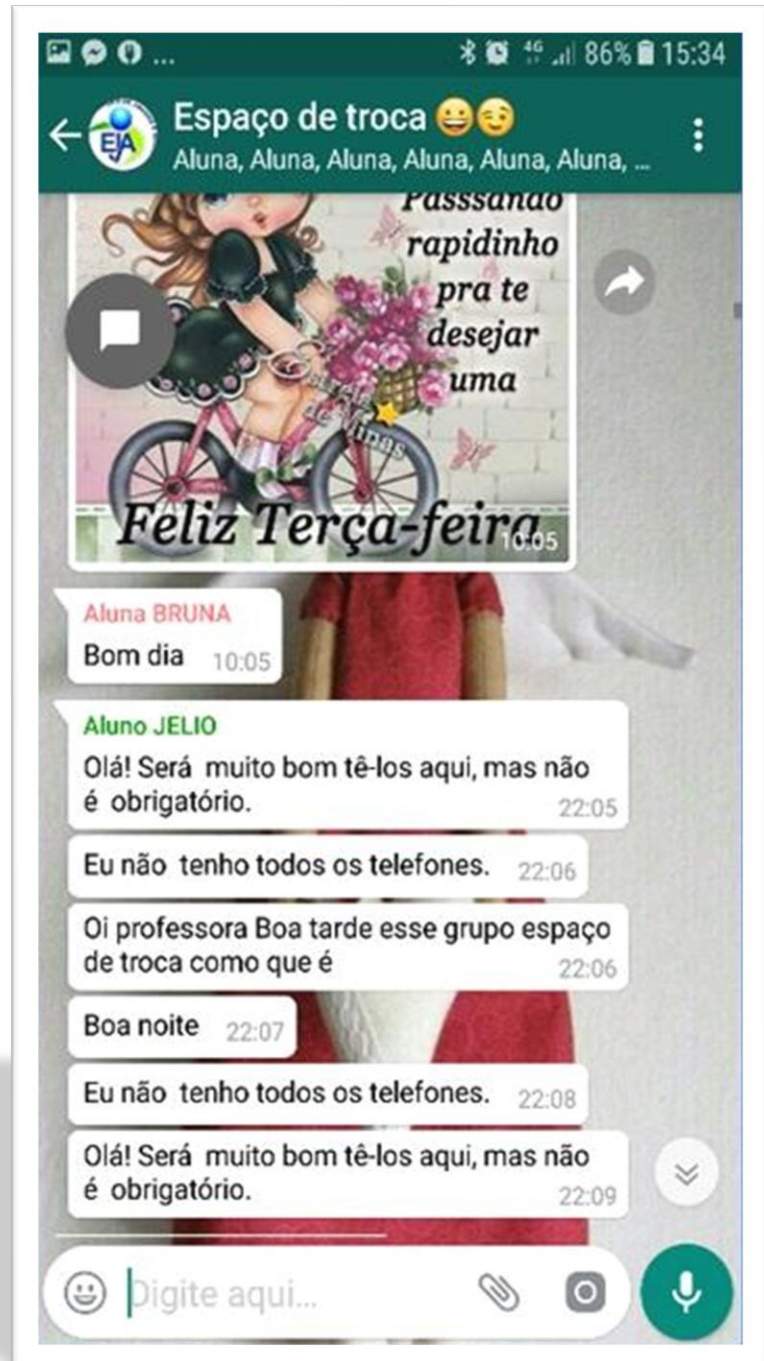 4G 86% 15:34
EJA
Espaço de troca 😀😉
Aluna, Aluna, Aluna, Aluna, Aluna, Aluna, ...
Passsando
rapidinho
pra te
desejar
uma
de Minas
Feliz Terça-feira
10:05
Aluna BRUNA
Bom dia 10:05
Aluno JELIO
Olá! Será muito bom tê-los aqui, mas não
é obrigatório. 22:05
Eu não tenho todos os telefones. 22:06
Oi professora Boa tarde esse grupo espaço
de troca como que é 22:06
Boa noite 22:07
Eu não tenho todos os telefones. 22:08
Olá! Será muito bom tê-los aqui, mas não
é obrigatório. 22:09
Digite aqui...